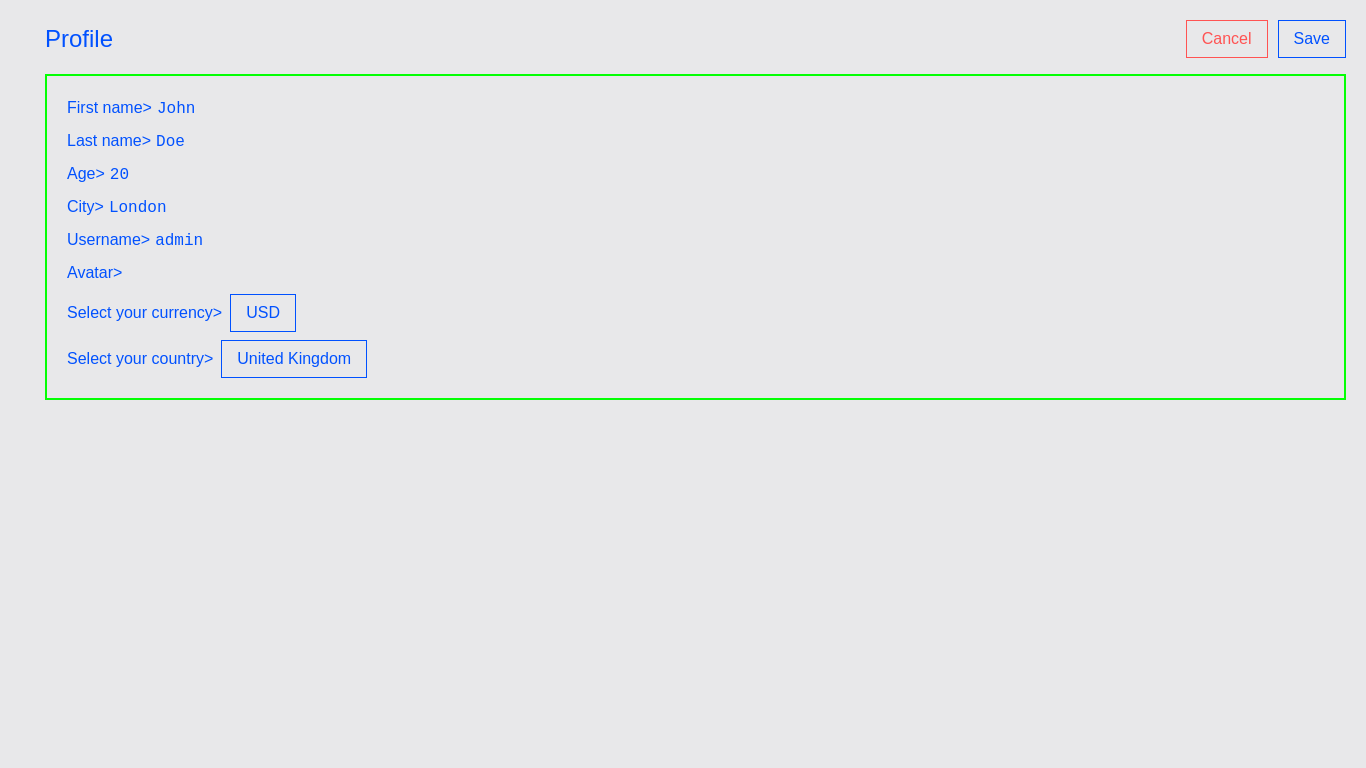 Profile
Cancel
Save
First name> John
Last name> Doe
Age> 20
City> London
Username> admin
Avatar>
Select your currency> USD
Select your country> United Kingdom